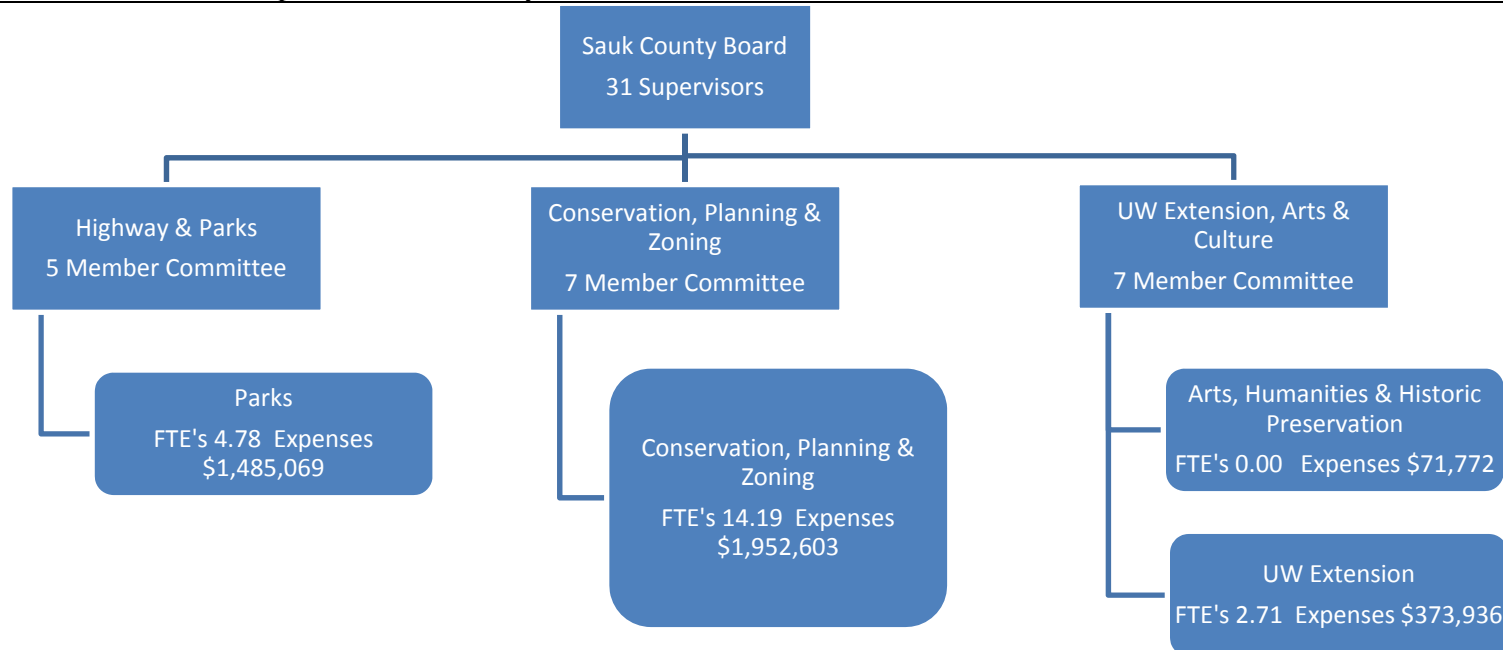 Sauk County Board
31 Supervisors
Highway & Parks
5 Member Committee
Conservation, Planning &
Zoning
7 Member Committee
UW Extension, Arts &
Culture
7 Member Committee
Parks
FTE's 4.78  Expenses
$1,485,069
Conservation, Planning &
Zoning
FTE's 14.19  Expenses
$1,952,603
Arts, Humanities & Historic
Preservation
FTE's 0.00   Expenses $71,772
UW Extension
FTE's 2.71  Expenses $373,936